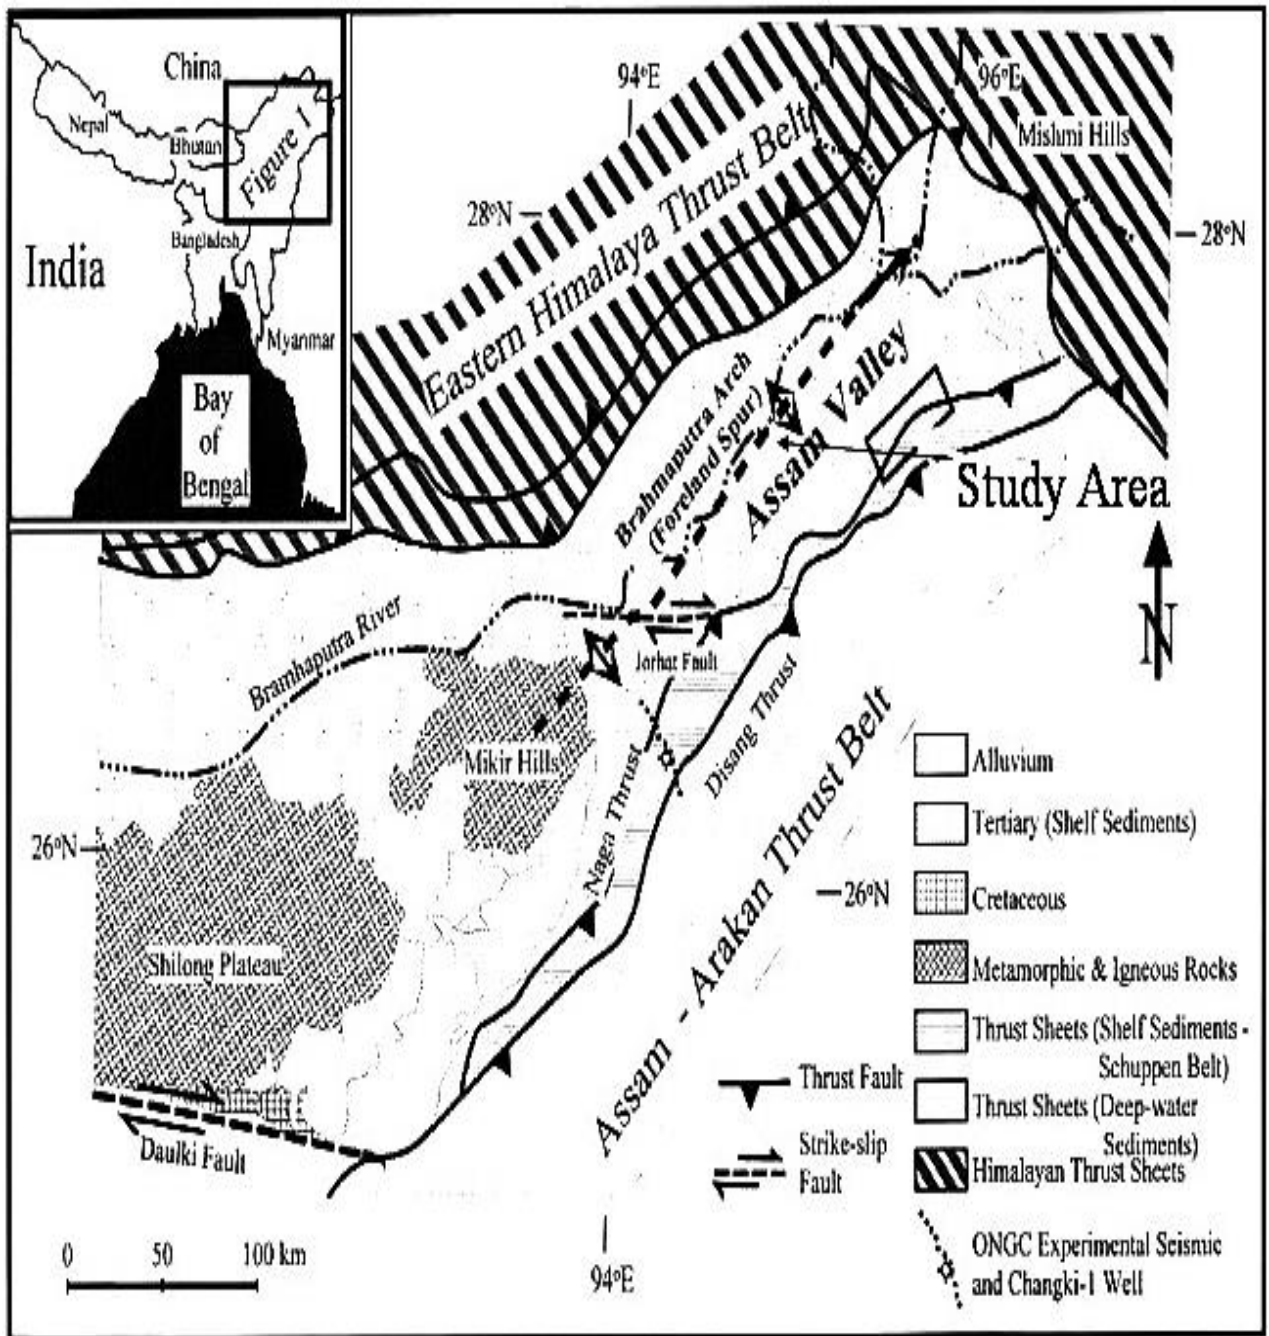 China
Nepal
Bhutan
Figure 1
Bangladesh
India
Myanmar
Bay
of
Bengal
94°E
96°E
Mishmi Hills
28°N
28°N
Eastern Himalaya Thrust Belt
Brahmaputra Arch
(Foreland Spur)
Assam Valley
Study Area
N
Bramhaputra River
Jorhat Fault
Mikir Hills
Naga Thrust
Disang Thrust
26°N
26°N
Shilong Plateau
Assam - Arakan Thrust Belt
Daulki Fault
Alluvium
Tertiary (Shelf Sediments)
Cretaceous
Metamorphic & Igneous Rocks
Thrust Sheets (Shelf Sediments -
Schuppen Belt)
Thrust Sheets (Deep-water
Sediments)
Himalayan Thrust Sheets
ONGC Experimental Seismic
and Changki-1 Well
Thrust Fault
Strike-slip
Fault
0 50 100 km
94°E